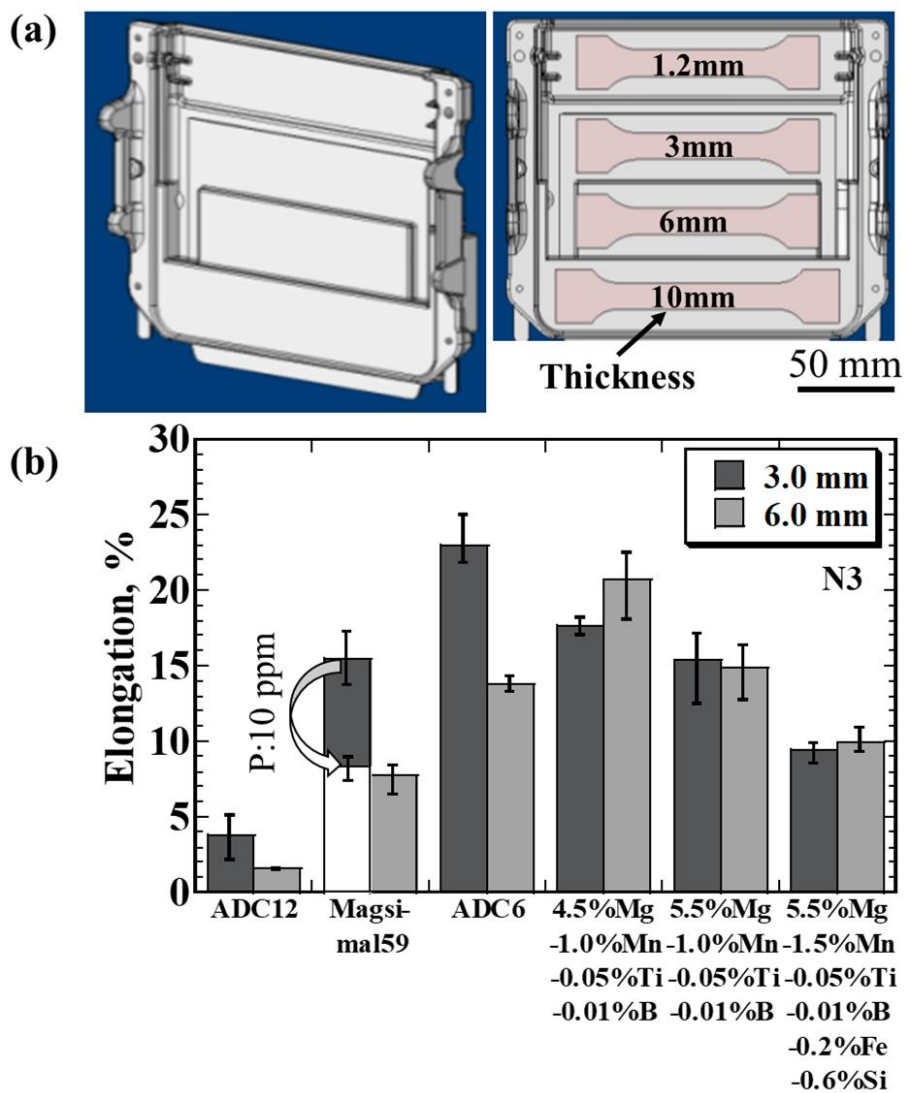 (a)
1.2mm
3mm
6mm
10mm
Thickness
50 mm
(b)
Elongation, %
30
25
20
15
10
5
0
3.0 mm
6.0 mm
N3
P:10 ppm
ADC12
Magsi-
mal59
ADC6
4.5%Mg
-1.0%Mn
-0.05%Ti
-0.01%B
5.5%Mg
-1.0%Mn
-0.05%Ti
-0.01%B
5.5%Mg
-1.5%Mn
-0.05%Ti
-0.01%B
-0.2%Fe
-0.6%Si